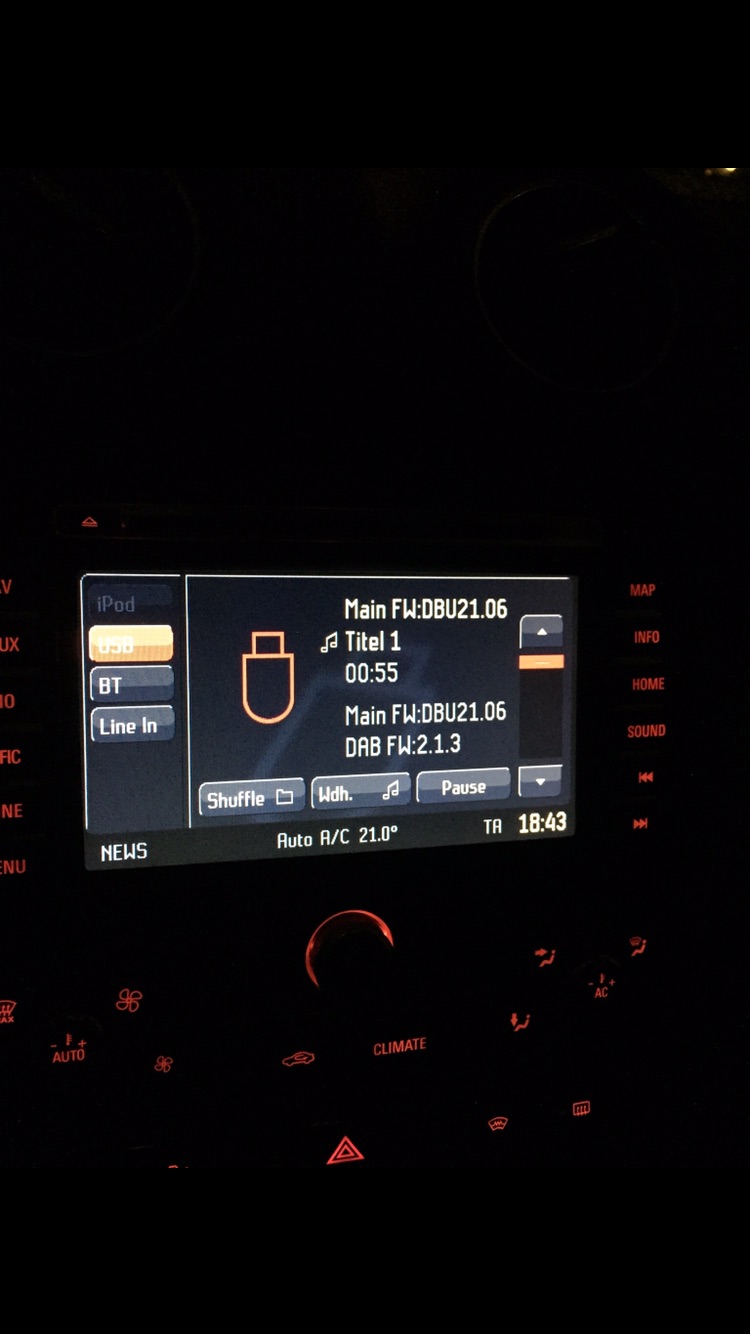 iPod
USB
BT
Line In
Main FW:DBU21.06
Titel 1
00:55
Main FW:DBU21.06
DAB FW:2.1.3
Shuffle
Wdh.
Pause
NEWS
Auto A/C 21.0°
TA 18:43
MAP
INFO
HOME
SOUND
AUTO
CLIMATE
AC